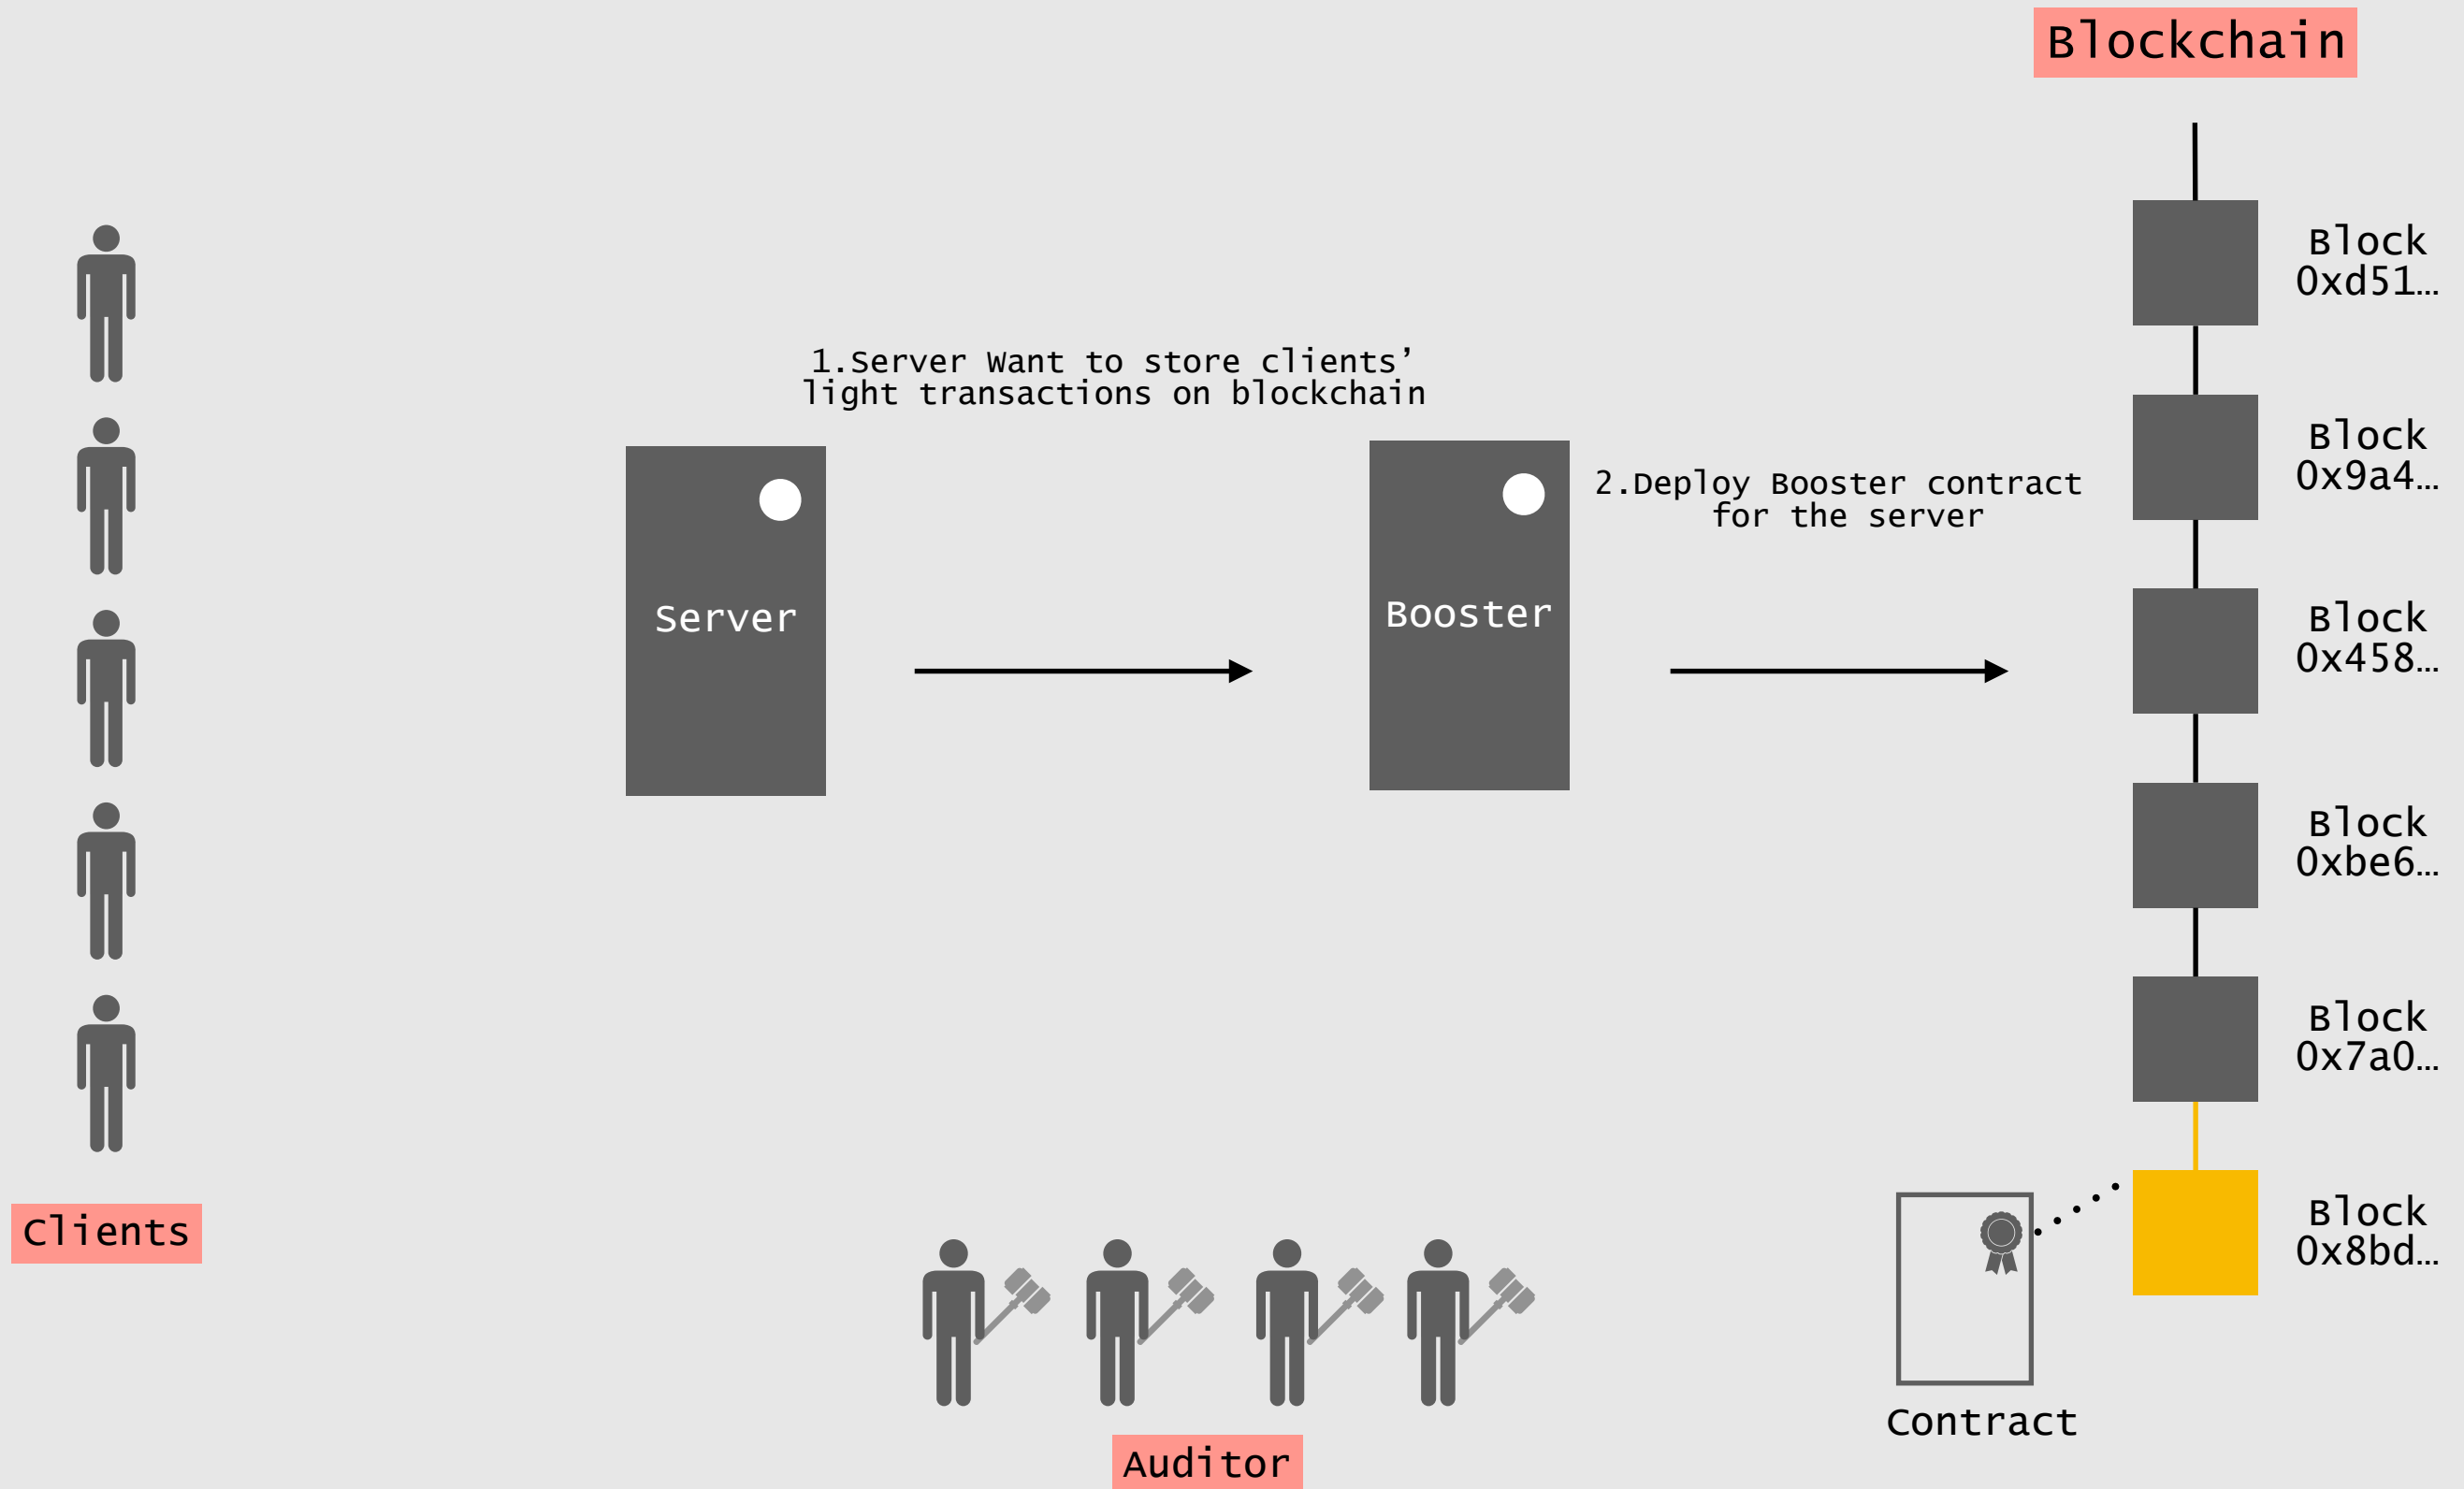 Blockchain
Block
0xd51…
1.Server Want to store clients’
light transactions on blockchain
Block
0x9a4…
2.Deploy Booster contract
for the server
Server
Booster
Block
0x458…
Block
0xbe6…
Block
0x7a0…
Clients
Block
0x8bd…
Contract
Auditor